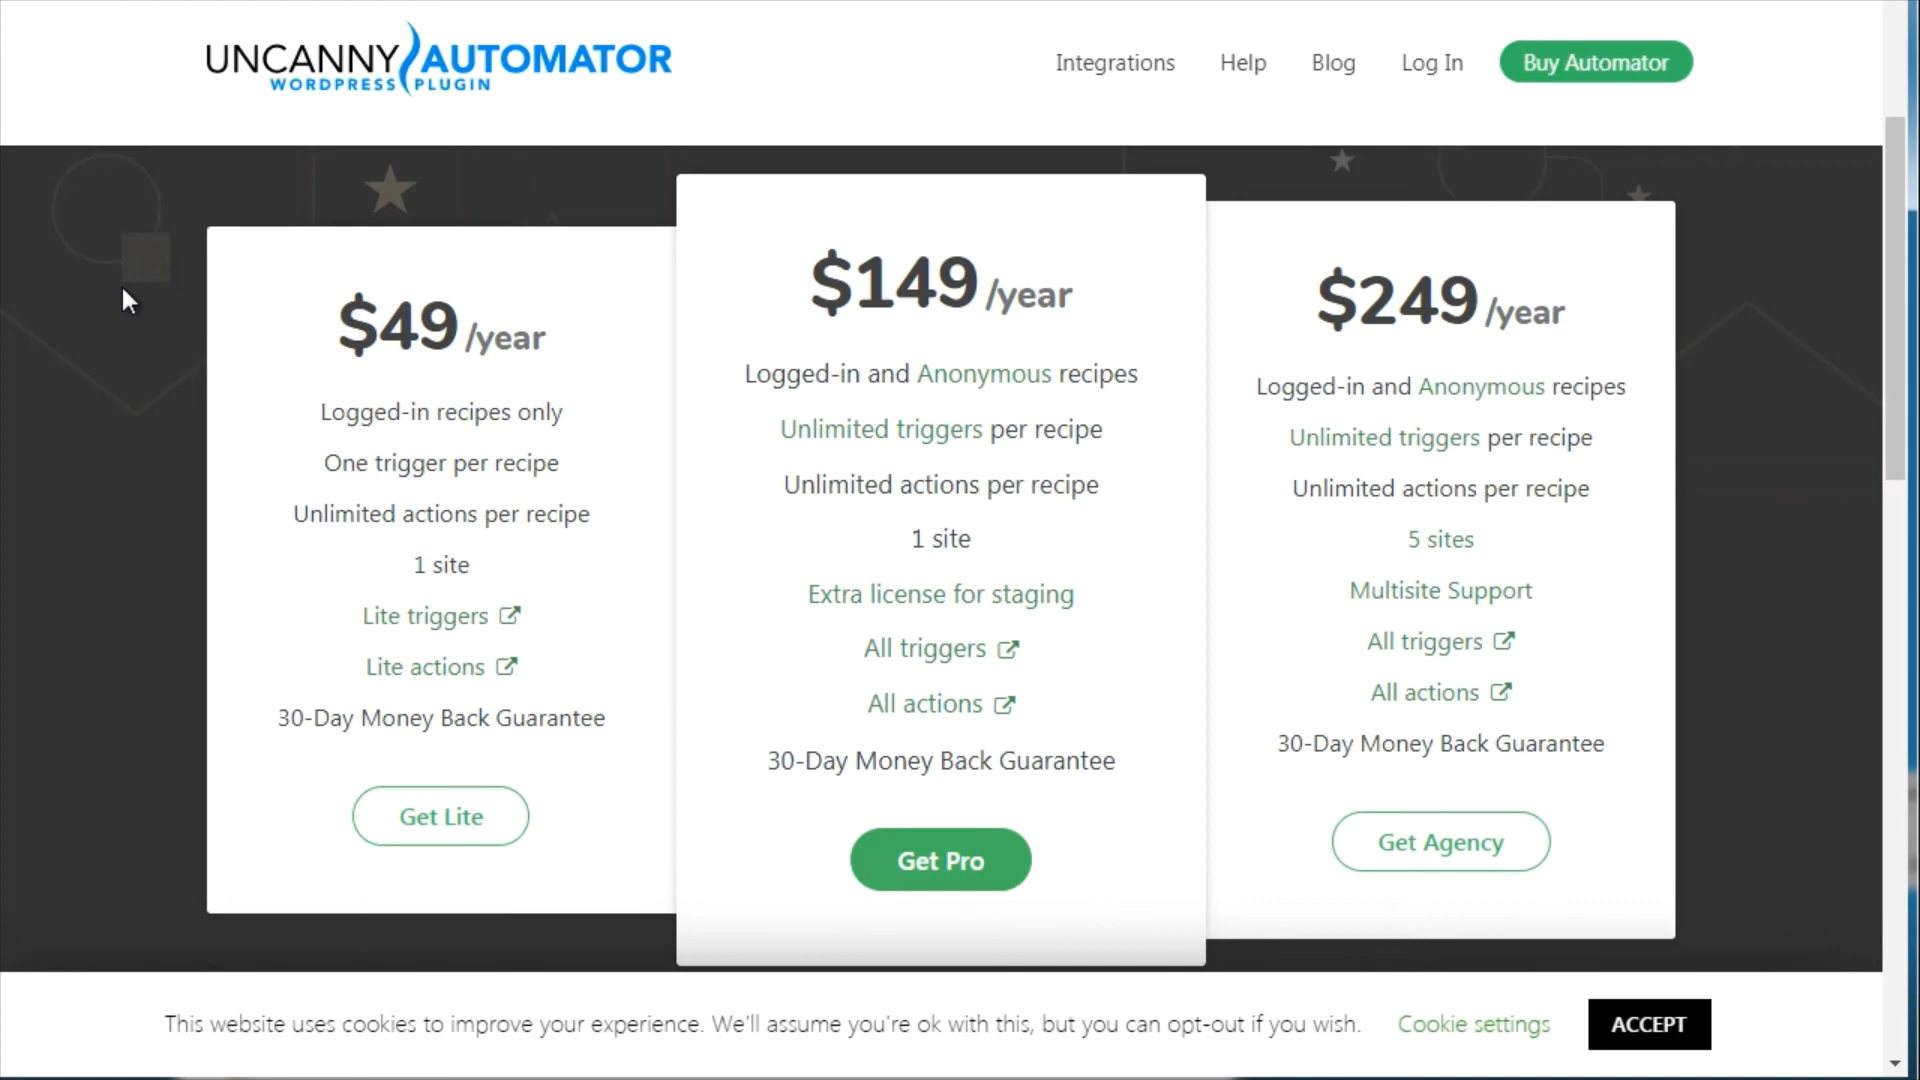 UNCANNY AUTOMATOR
WORDPRESS PLUGIN
Integrations
Help
Blog
Log In
Buy Automator
$49 /year
Logged-in recipes only
One trigger per recipe
Unlimited actions per recipe
1 site
Lite triggers
Lite actions
30-Day Money Back Guarantee
Get Lite
$149 /year
Logged-in and Anonymous recipes
Unlimited triggers per recipe
Unlimited actions per recipe
1 site
Extra license for staging
All triggers
All actions
30-Day Money Back Guarantee
Get Pro
$249 /year
Logged-in and Anonymous recipes
Unlimited triggers per recipe
Unlimited actions per recipe
5 sites
Multisite Support
All triggers
All actions
30-Day Money Back Guarantee
Get Agency
This website uses cookies to improve your experience. We'll assume you're ok with this, but you can opt-out if you wish.
Cookie settings
ACCEPT